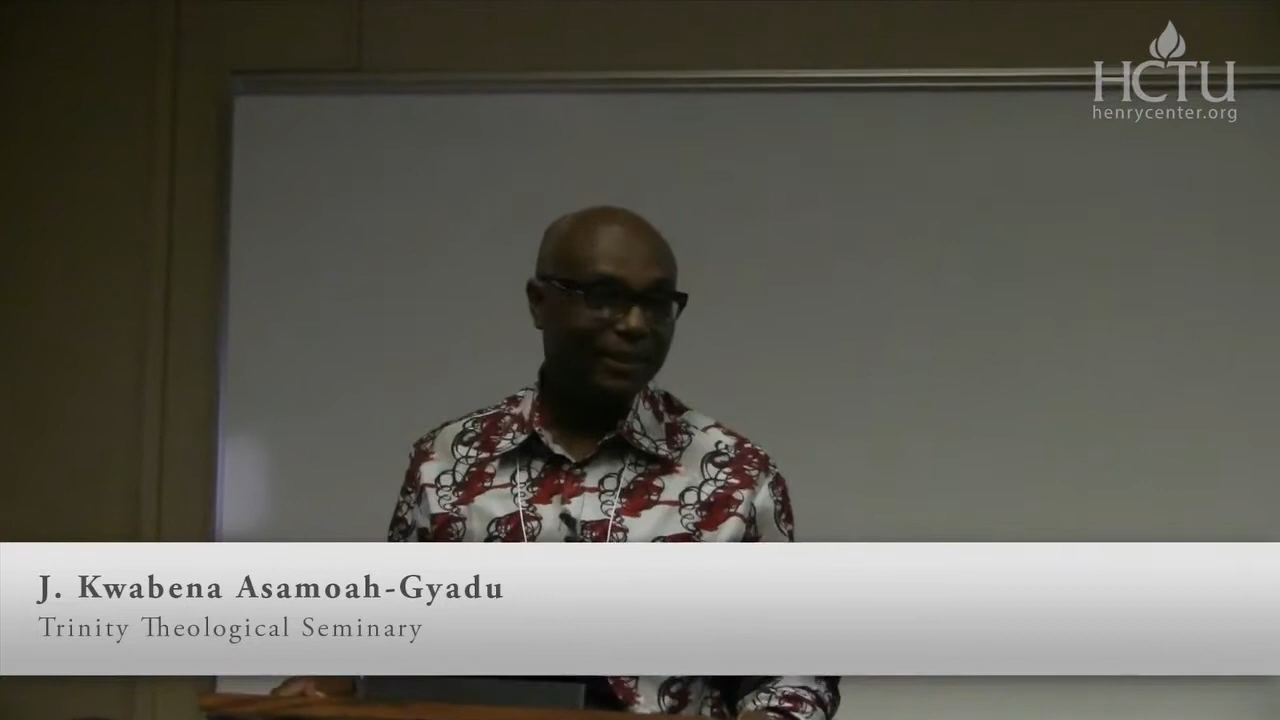 HCTU
henrycenter.org
J. Kwabena Asamoah-Gyadu
Trinity Theological Seminary